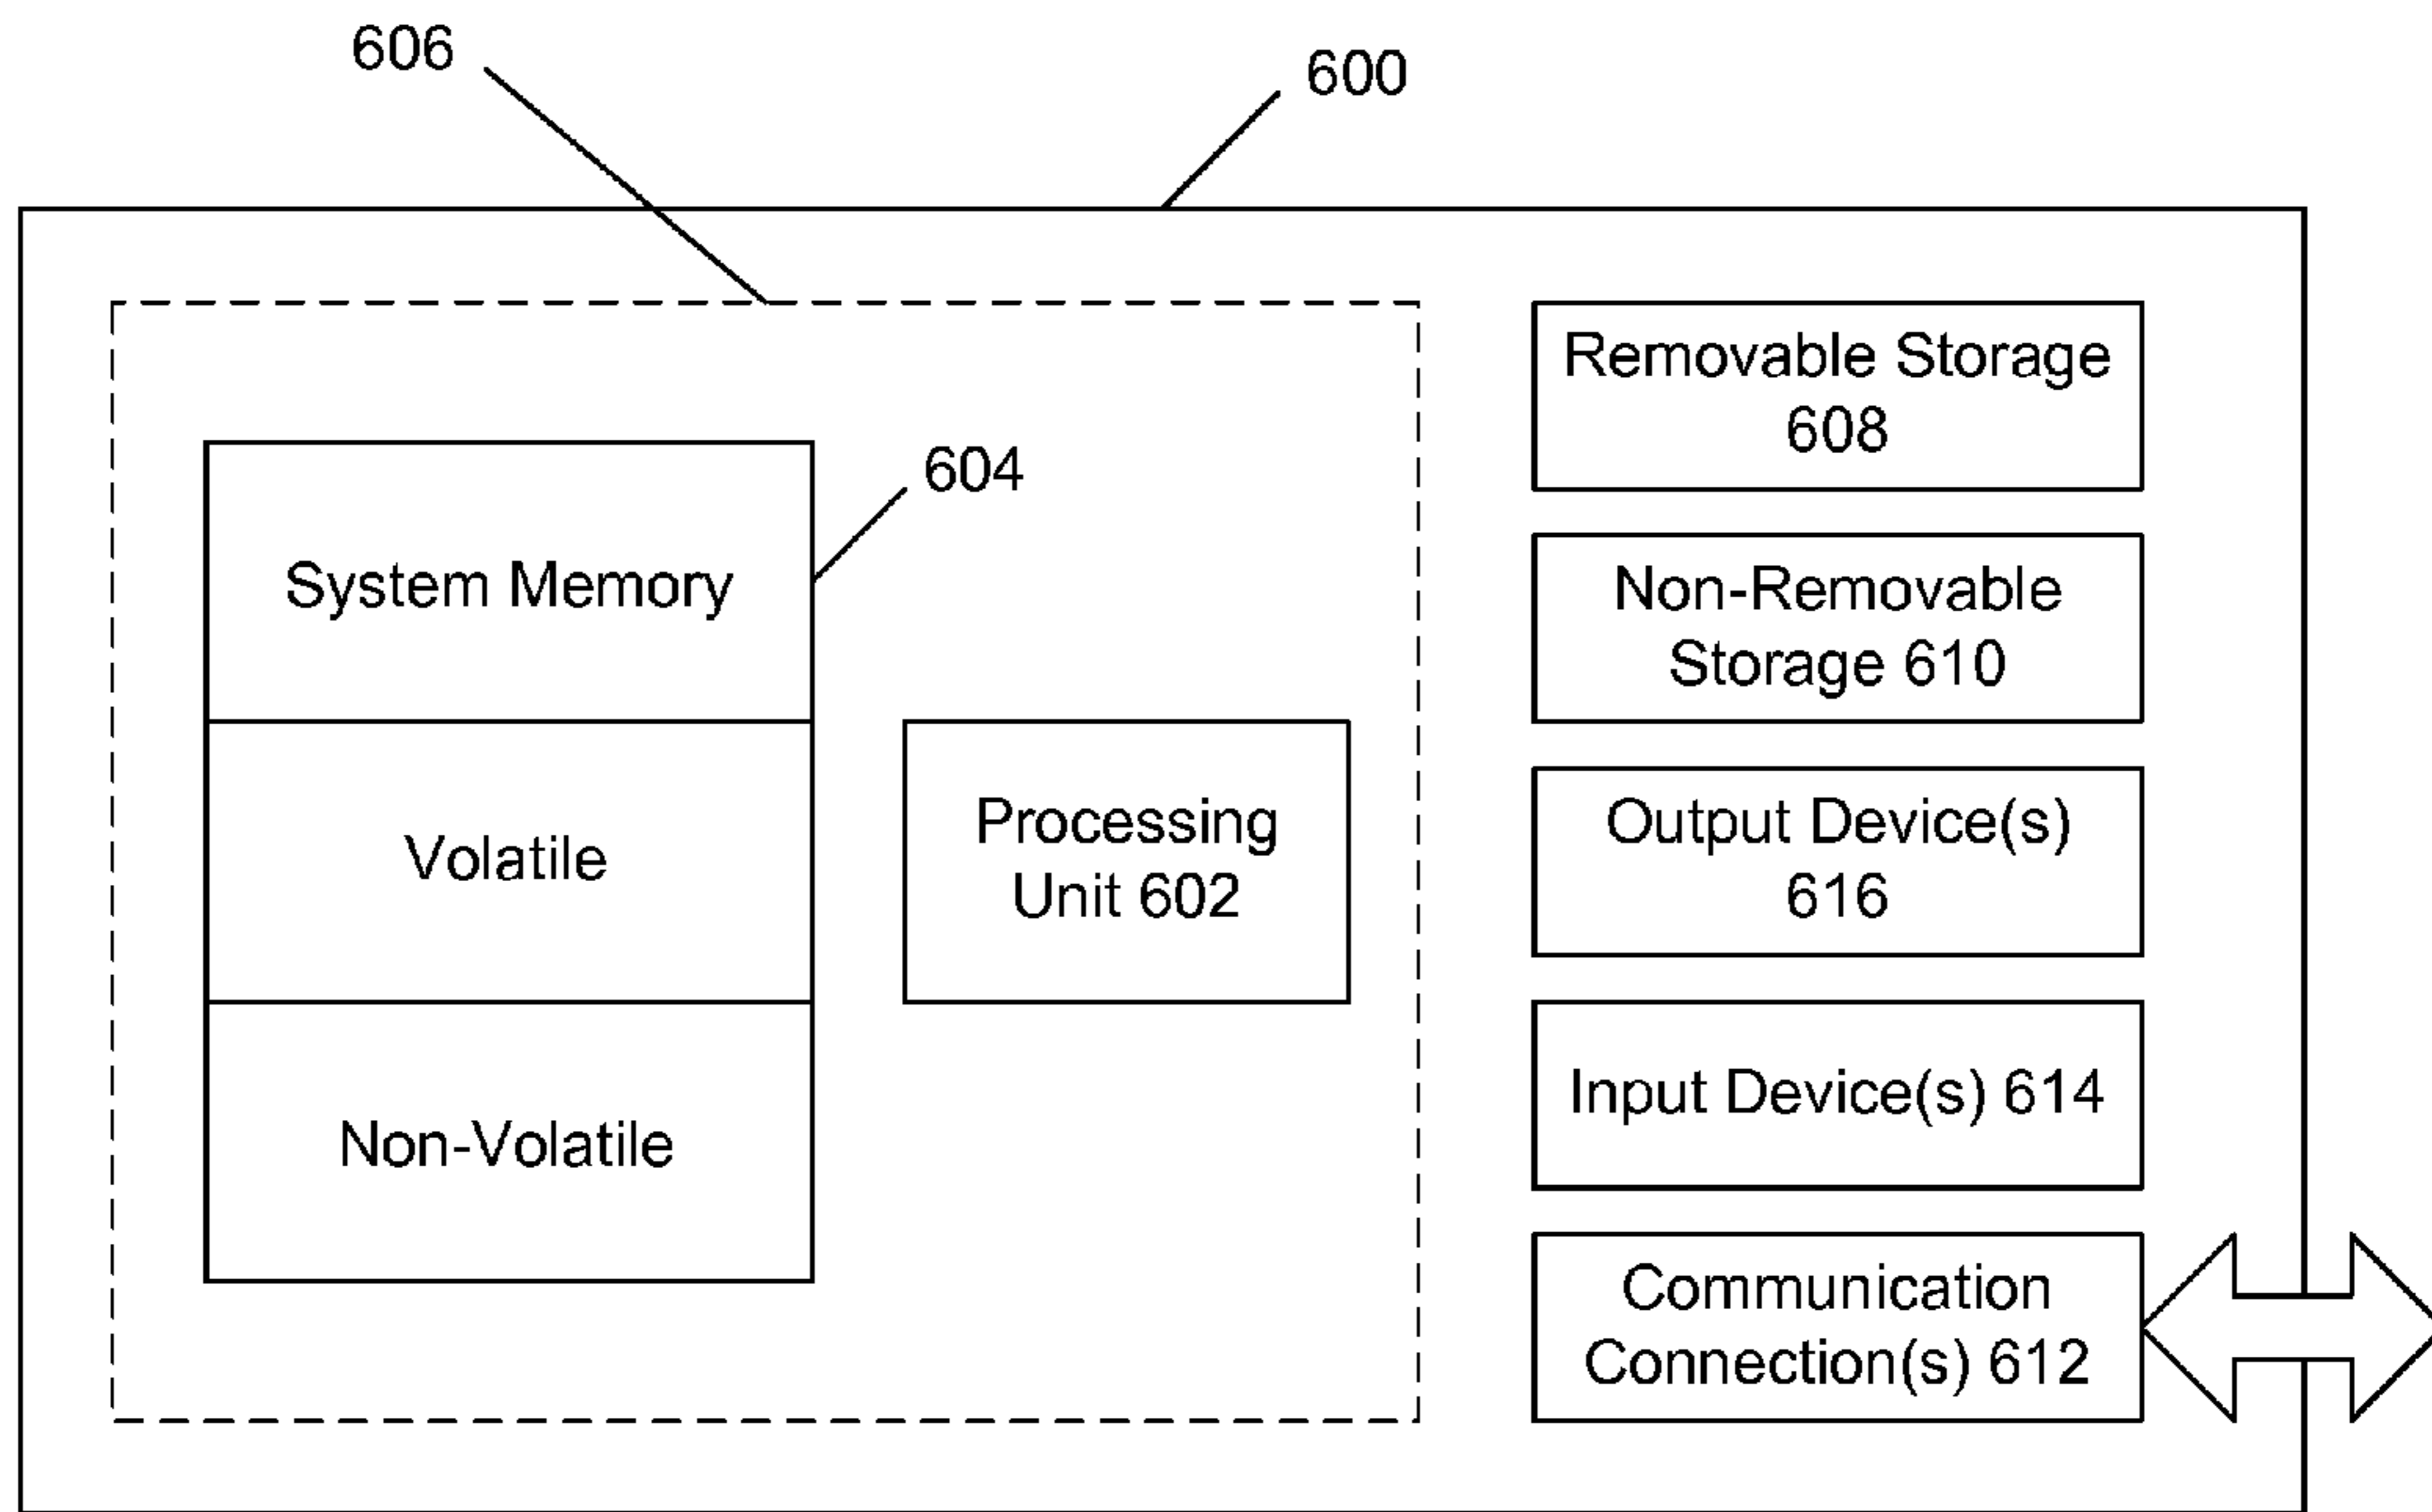 606
600
604
System Memory
Volatile
Non-Volatile
Processing
Unit 602
Removable Storage
608
Non-Removable
Storage 610
Output Device(s)
616
Input Device(s) 614
Communication
Connection(s) 612